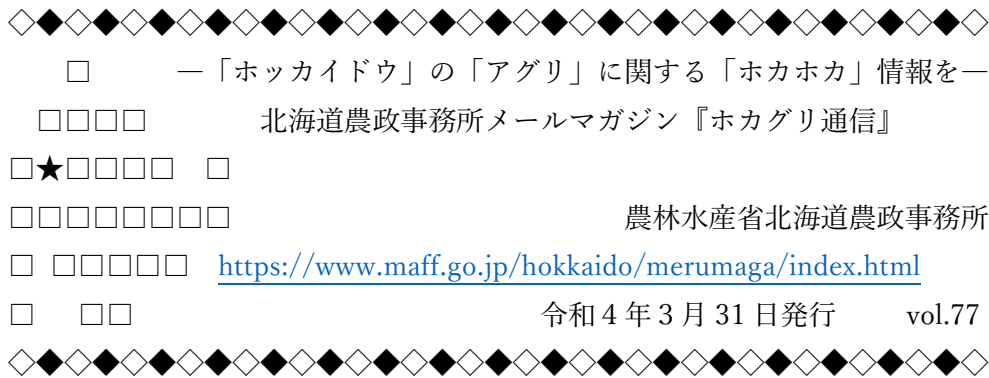 ◇◆◇◆◇◆◇◆◇◆◇◆◇◆◇◆◇◆◇◆◇◆◇◆◇◆◇◆◇◆◇◆◇◆◇
□ ―「ホッカイドウ」の「アグリ」に関する「ホカホカ」情報を―
□□□□ 北海道農政事務所メールマガジン『ホカグリ通信』
□★□□□□ □
□□□□□□□□ 農林水産省北海道農政事務所
□ □□□□□ https://www.maff.go.jp/hokkaido/merumaga/index.html
□ □□ 令和４年３月 31 日発行 vol.77
◇◆◇◆◇◆◇◆◇◆◇◆◇◆◇◆◇◆◇◆◇◆◇◆◇◆◇◆◇◆◇◆◇◆◇